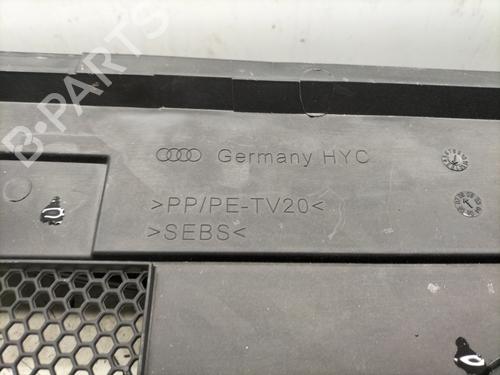 B-PARTS
Germany HYC
>PP/PE-TV20<
>SEBS<